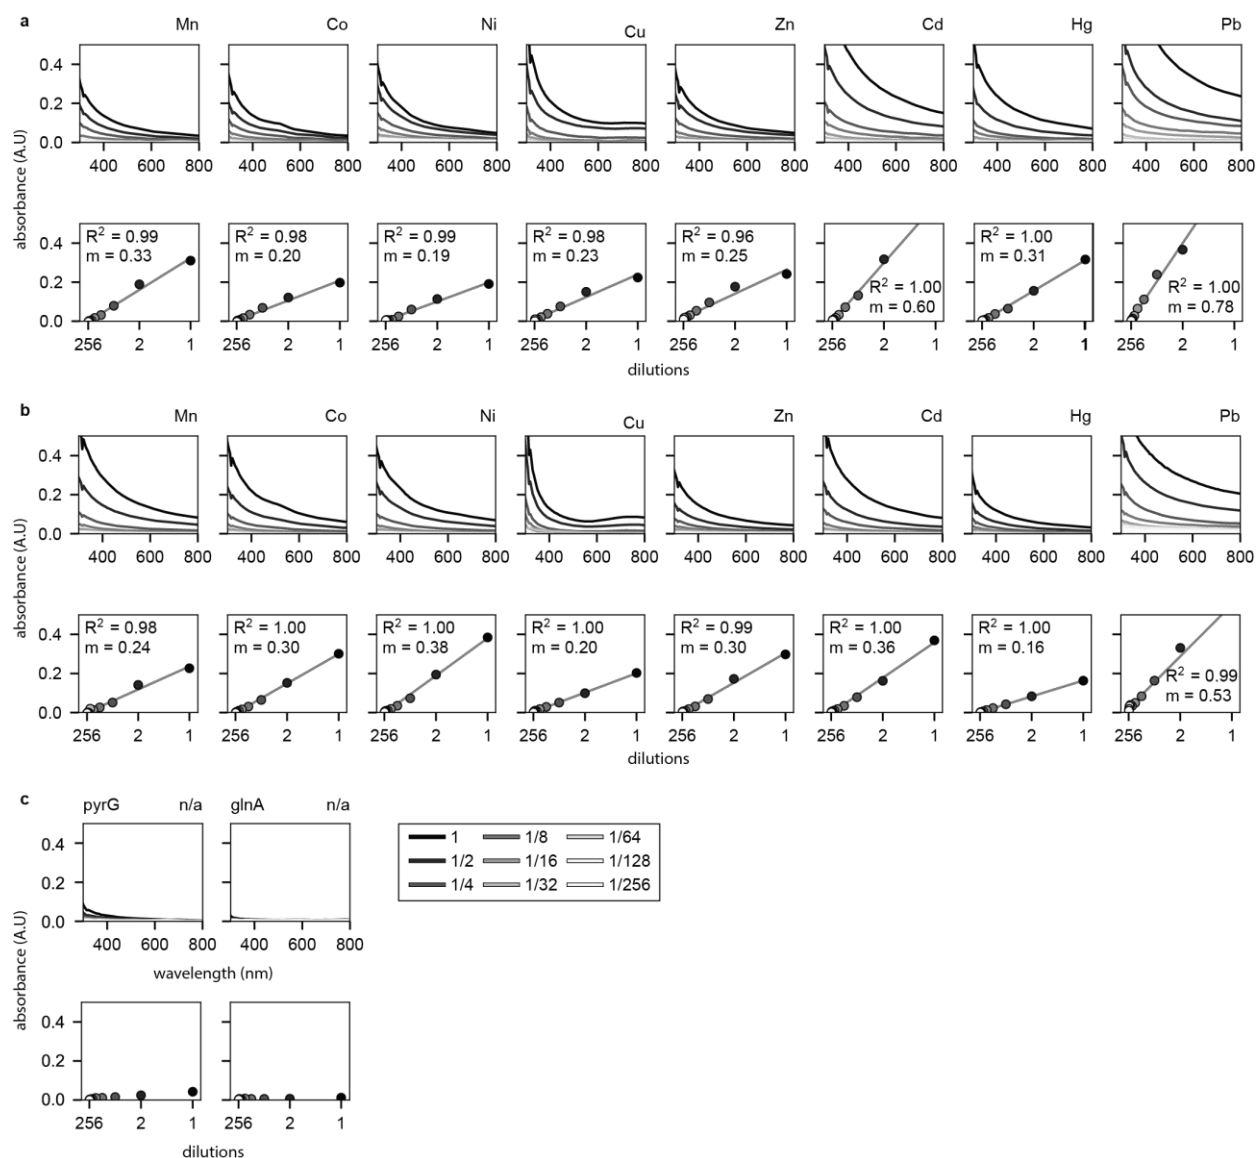 a
Mn Co Ni Cu Zn Cd Hg Pb
absorbance (A.U)
0.4
0.2
0.0
400 600 800 400 600 800 400 600 800 400 600 800 400 600 800 400 600 800 400 600 800 400 600 800
0.4
0.2
0.0
R² = 0.99
m = 0.33
R² = 0.98
m = 0.20
R² = 0.99
m = 0.19
R² = 0.98
m = 0.23
R² = 0.96
m = 0.25
R² = 1.00
m = 0.60
R² = 1.00
m = 0.31
R² = 1.00
m = 0.78
256 2 1 256 2 1 256 2 1 256 2 1 256 2 1 256 2 1 256 2 1 256 2 1
dilutions
b
Mn Co Ni Cu Zn Cd Hg Pb
absorbance (A.U)
0.4
0.2
0.0
400 600 800 400 600 800 400 600 800 400 600 800 400 600 800 400 600 800 400 600 800 400 600 800
0.4
0.2
0.0
R² = 0.98
m = 0.24
R² = 1.00
m = 0.30
R² = 1.00
m = 0.38
R² = 1.00
m = 0.20
R² = 0.99
m = 0.30
R² = 1.00
m = 0.36
R² = 1.00
m = 0.16
R² = 0.99
m = 0.53
256 2 1 256 2 1 256 2 1 256 2 1 256 2 1 256 2 1 256 2 1 256 2 1
dilutions
c
pyrG n/a glnA n/a
absorbance (A.U)
0.4
0.2
0.0
400 600 800 400 600 800
wavelength (nm)
1 1/8 1/64
1/2 1/16 1/128
1/4 1/32 1/256
0.4
0.2
0.0
256 2 1 256 2 1
dilutions